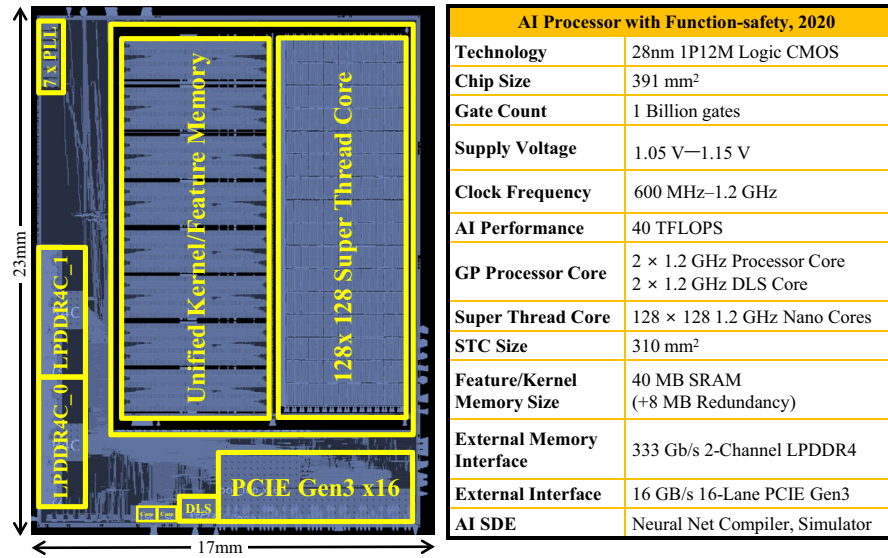 7 x PLL
Unified Kernel/Feature Memory
128x 128 Super Thread Core
23mm
LPDDR4C_1
LPDDR4C_0
PCIE Gen3 x16
DLS
17mm
AI Processor with Function-safety, 2020
Technology 28nm 1P12M Logic CMOS
Chip Size 391 mm²
Gate Count 1 Billion gates
Supply Voltage 1.05 V—1.15 V
Clock Frequency 600 MHz–1.2 GHz
AI Performance 40 TFLOPS
GP Processor Core 2 × 1.2 GHz Processor Core
2 × 1.2 GHz DLS Core
Super Thread Core 128 × 128 1.2 GHz Nano Cores
STC Size 310 mm²
Feature/Kernel 40 MB SRAM
Memory Size (+8 MB Redundancy)
External Memory
Interface 333 Gb/s 2-Channel LPDDR4
External Interface 16 GB/s 16-Lane PCIE Gen3
AI SDE Neural Net Compiler, Simulator